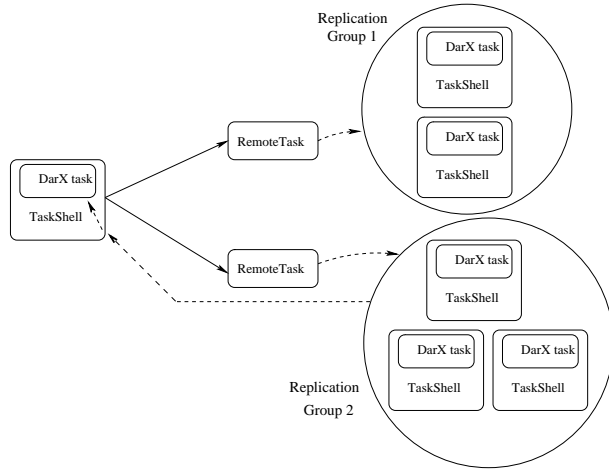 Replication
Group 1
DarX task
TaskShell
DarX task
TaskShell
RemoteTask
DarX task
TaskShell
RemoteTask
DarX task
TaskShell
DarX task
TaskShell
DarX task
TaskShell
Replication
Group 2